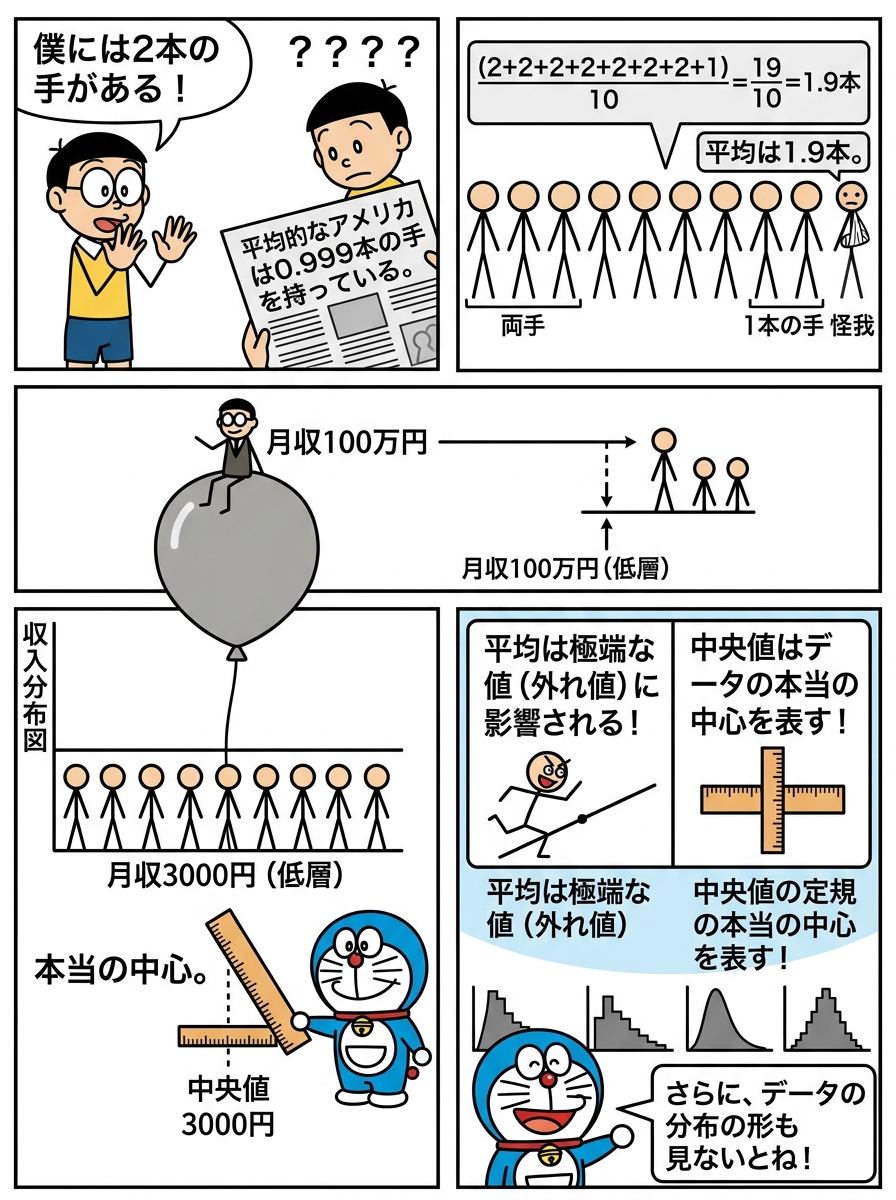 僕には2本の
手がある！
？？？？
平均的なアメリカ
は0.999本の手
を持っている。
(2+2+2+2+2+2+2+1)/10=19/10=1.9本
平均は1.9本。
両手
1本の手 怪我
月収100万円
月収100万円（低層）
収入分布図
月収3000円（低層）
本当の中心。
中央値
3000円
平均は極端な
値（外れ値）に
影響される！
中央値はデ
ータの本当の
中心を表す！
平均は極端な
値（外れ値）
中央値の定規
の本当の中心
を表す！
さらに、データの
分布の形も
見ないとね！